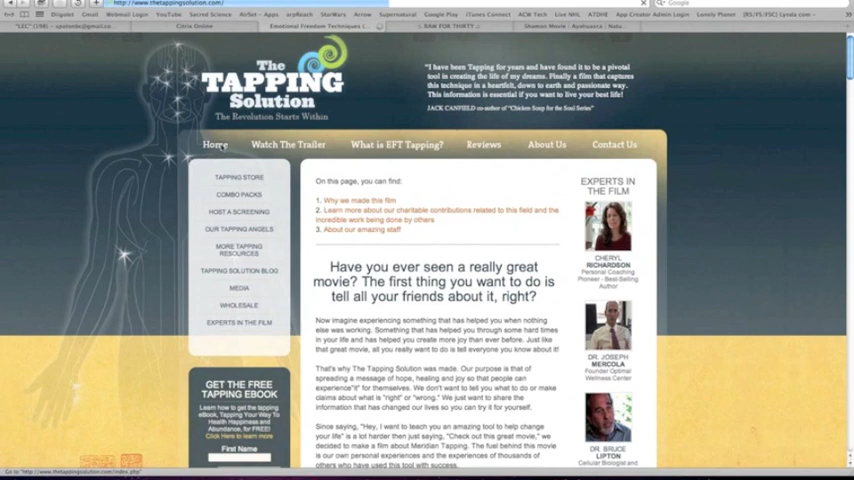 http://www.thetappingsolution.com/
Google
Disney Gmail Webmail Login YouTube Sacred Science AirSet - Apps arpReach StarWars Arrow Supernatural Google Play iTunes Connect ACW Tech Live NHL ATDHE App Creator Admin Login Lonely Planet [RS/FS/FSC] Lynda.com
Citrix Online
Emotional Freedom Techniques (
RAW FOR THIRTY
Shaman Movie | Ayahuasca | Natu
The
TAPPING
Solution
The Revolution Starts Within
"I have been Tapping for years and have found it to be a pivotal
tool in creating the life of my dreams. Finally a film that captures
this technique in a heartfelt, down to earth and passionate way.
This information is essential if you want to live your best life!
JACK CANFIELD co-author of "Chicken Soup for the Soul Series"
Home
Watch The Trailer
What is EFT Tapping?
Reviews
About Us
Contact Us
TAPPING STORE
COMBO PACKS
HOST A SCREENING
OUR TAPPING ANGELS
MORE TAPPING
RESOURCES
TAPPING SOLUTION BLOG
MEDIA
WHOLESALE
EXPERTS IN THE FILM
GET THE FREE
TAPPING EBOOK
Learn how to get the tapping
eBook, Tapping Your Way To
Health Happiness and
Abundance, for FREE!
Click Here to learn more
First Name
On this page, you can find:
1. Why we made this film
2. Learn more about our charitable contributions related to this field and the
incredible work being done by others
3. About our amazing staff
Have you ever seen a really great
movie? The first thing you want to do is
tell all your friends about it, right?
Now imagine experiencing something that has helped you when nothing
else was working. Something that has helped you through some hard times
in your life and has helped you create more joy than ever before. Just like
that great movie, all you really want to do is tell everyone you know about it!
That's why The Tapping Solution was made. Our purpose is that of
spreading a message of hope, healing and joy so that people can
experience"it" for themselves. We don't want to tell you what to do or make
claims about what is "right" or "wrong." We just want to share the
information that has changed our lives so you can try it for yourself.
Since saying, "Hey, I want to teach you an amazing tool to help change
your life" is a lot harder then just saying, "Check out this great movie," we
decided to make a film about Meridian Tapping. The fuel behind this movie
is our own personal experiences and the experiences of thousands of
others who have used this tool with success.
EXPERTS IN
THE FILM
CHERYL
RICHARDSON
Personal Coaching
Pioneer - Best-Selling
Author
DR. JOSEPH
MERCOLA
Founder Optimal
Wellness Center
DR. BRUCE
LIPTON
Cellular Biologist and
Go to "http://www.thetappingsolution.com/index.php"